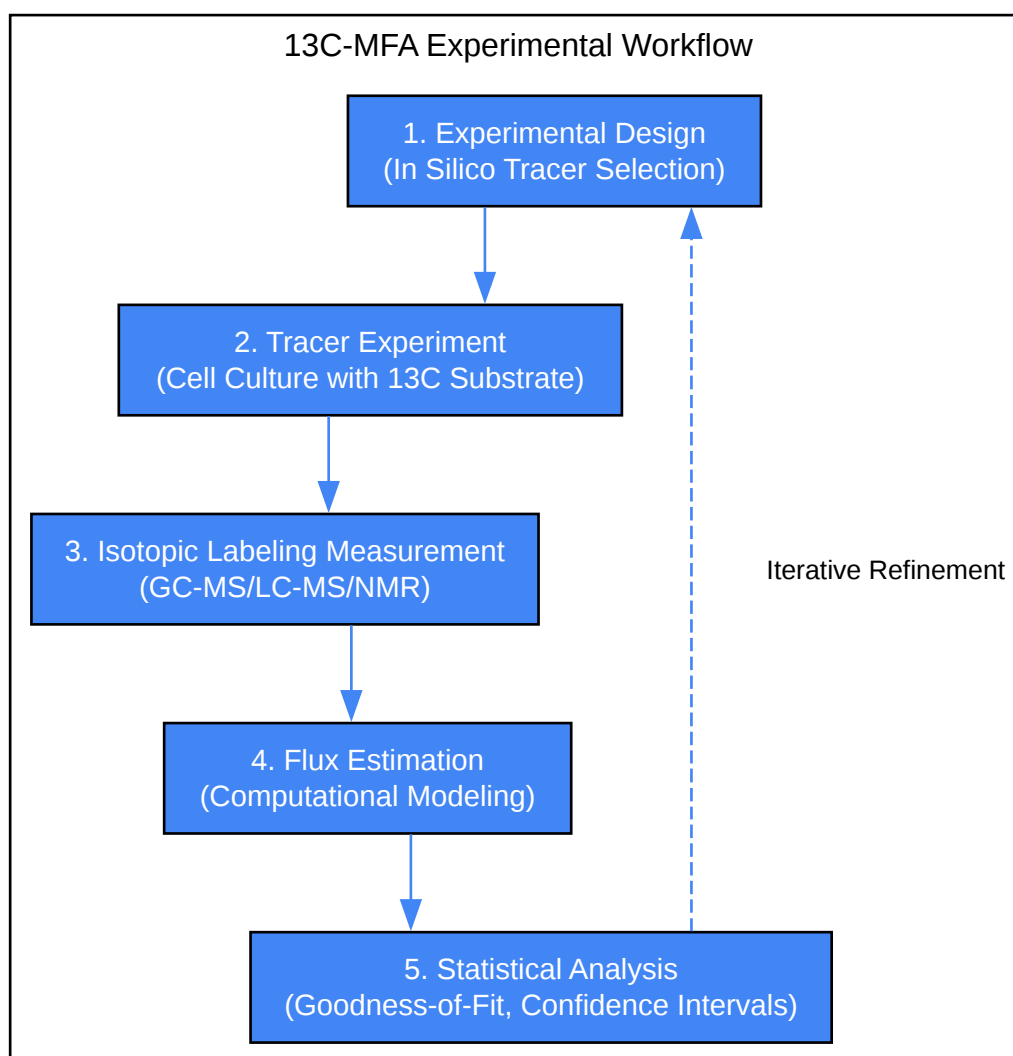 13C-MFA Experimental Workflow
1. Experimental Design
(In Silico Tracer Selection)
2. Tracer Experiment
(Cell Culture with 13C Substrate)
3. Isotopic Labeling Measurement
(GC-MS/LC-MS/NMR)
Iterative Refinement
4. Flux Estimation
(Computational Modeling)
5. Statistical Analysis
(Goodness-of-Fit, Confidence Intervals)